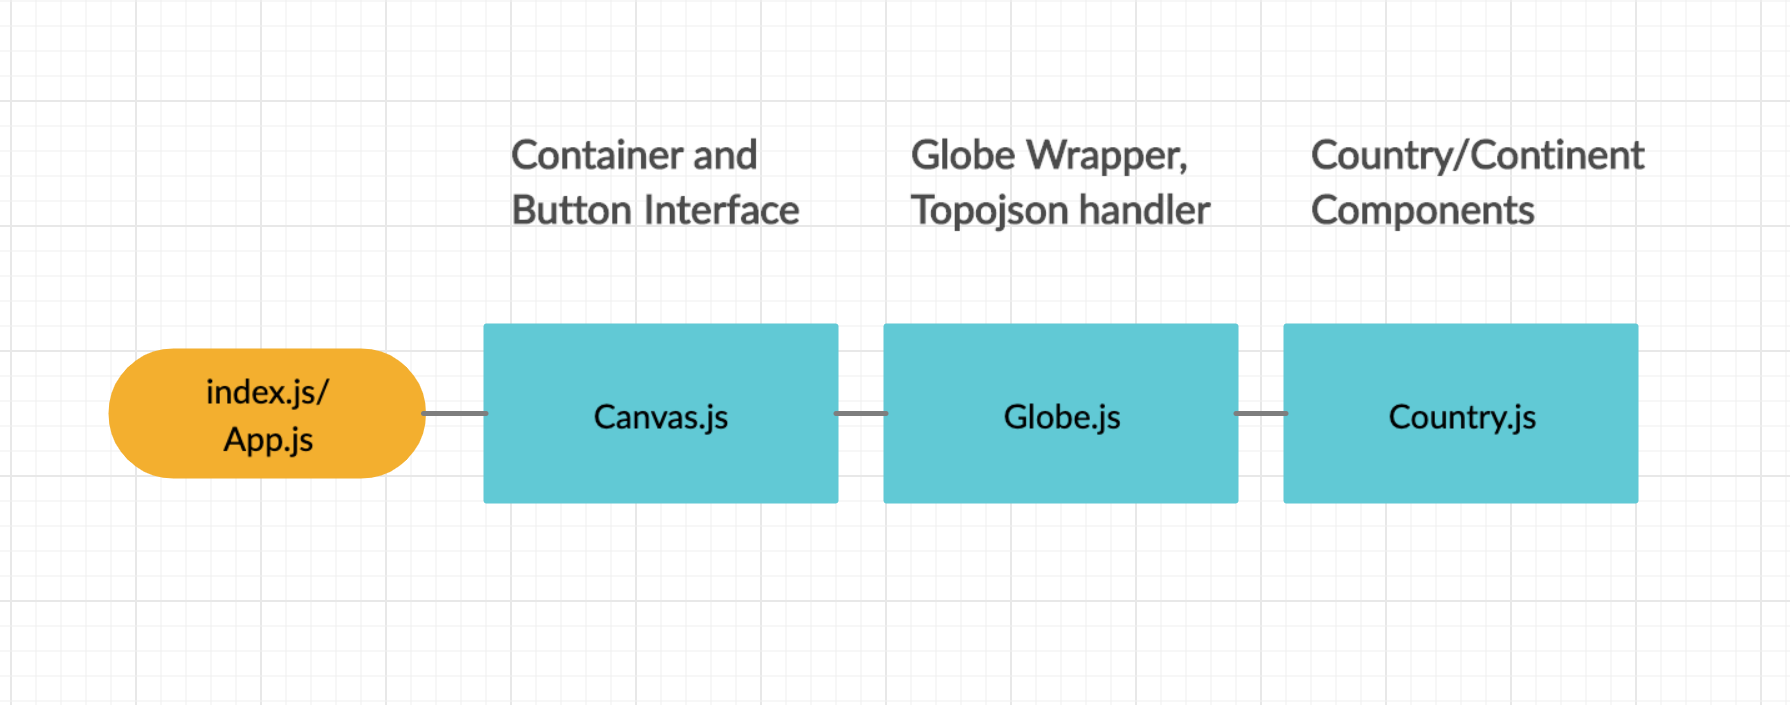 Container and
Button Interface
Globe Wrapper,
Topojson handler
Country/Continent
Components
index.js/
App.js
Canvas.js
Globe.js
Country.js